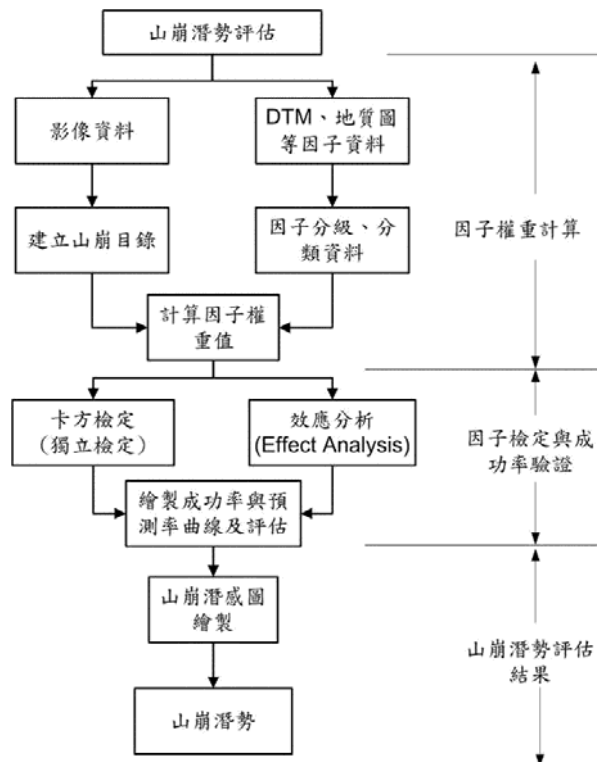 山崩潛勢評估
影像資料
DTM、地質圖
等因子資料
建立山崩目錄
因子分級、分
類資料
因子權重計算
計算因子權
重值
卡方檢定
(獨立檢定)
效應分析
(Effect Analysis)
因子檢定與成
功率驗證
繪製成功率與預
測率曲線及評估
山崩潛感圖
繪製
山崩潛勢評估
結果
山崩潛勢